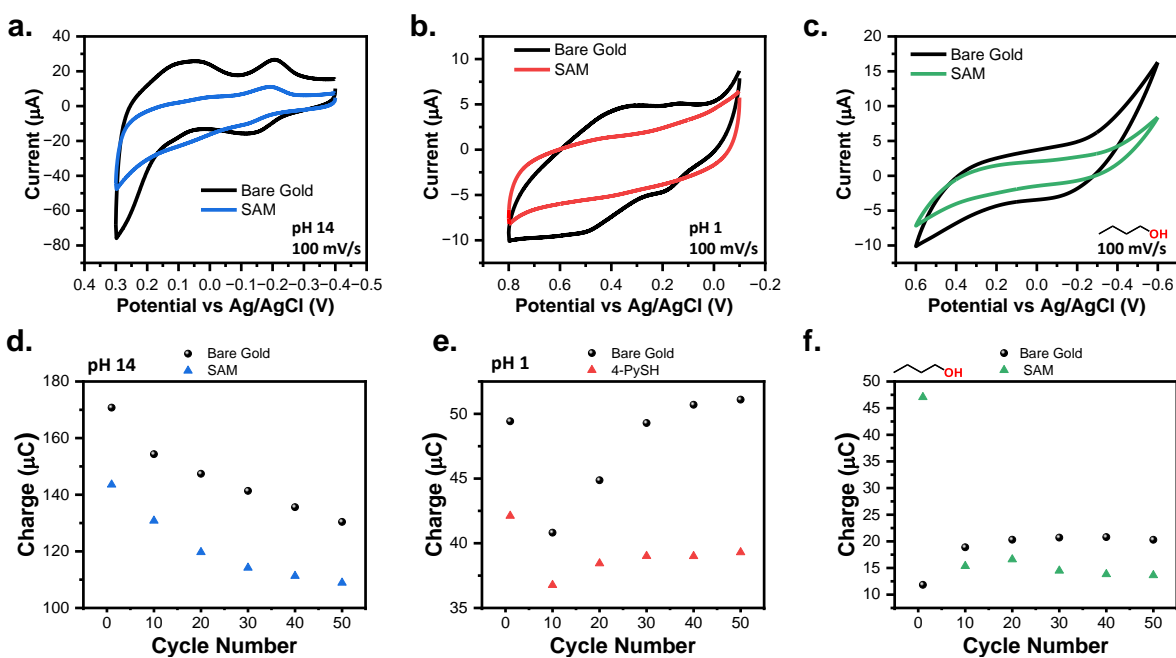 a.
40
20
0
−20
−40
−60
−80
Current (μA)
Bare Gold
SAM
pH 14
100 mV/s
0.4 0.3 0.2 0.1 0.0 −0.1 −0.2 −0.3 −0.4 −0.5
Potential vs Ag/AgCl (V)
b.
10
5
0
−5
−10
Current (μA)
Bare Gold
SAM
pH 1
100 mV/s
0.8 0.6 0.4 0.2 0.0 −0.2
Potential vs Ag/AgCl (V)
c.
20
15
10
5
0
−5
−10
Current (μA)
Bare Gold
SAM
OH
100 mV/s
0.6 0.4 0.2 0.0 −0.2 −0.4 −0.6
Potential vs Ag/AgCl (V)
d.
pH 14
Bare Gold
SAM
180
160
140
120
100
Charge (μC)
0 10 20 30 40 50
Cycle Number
e.
pH 1
Bare Gold
4-PySH
50
45
40
35
Charge (μC)
0 10 20 30 40 50
Cycle Number
f.
OH
Bare Gold
SAM
50
45
40
35
30
25
20
15
10
Charge (μC)
0 10 20 30 40 50
Cycle Number